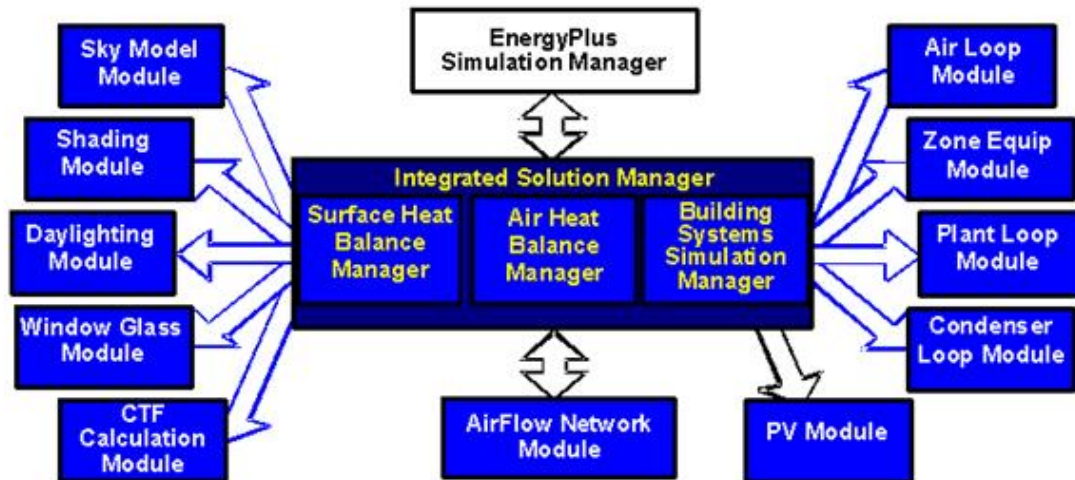 EnergyPlus
Simulation Manager
Sky Model
Module
Shading
Module
Daylighting
Module
Window Glass
Module
CTF
Calculation
Module
Integrated Solution Manager
Surface Heat
Balance
Manager
Air Heat
Balance
Manager
Building
Systems
Simulation
Manager
Air Loop
Module
Zone Equip
Module
Plant Loop
Module
Condenser
Loop Module
AirFlow Network
Module
PV Module